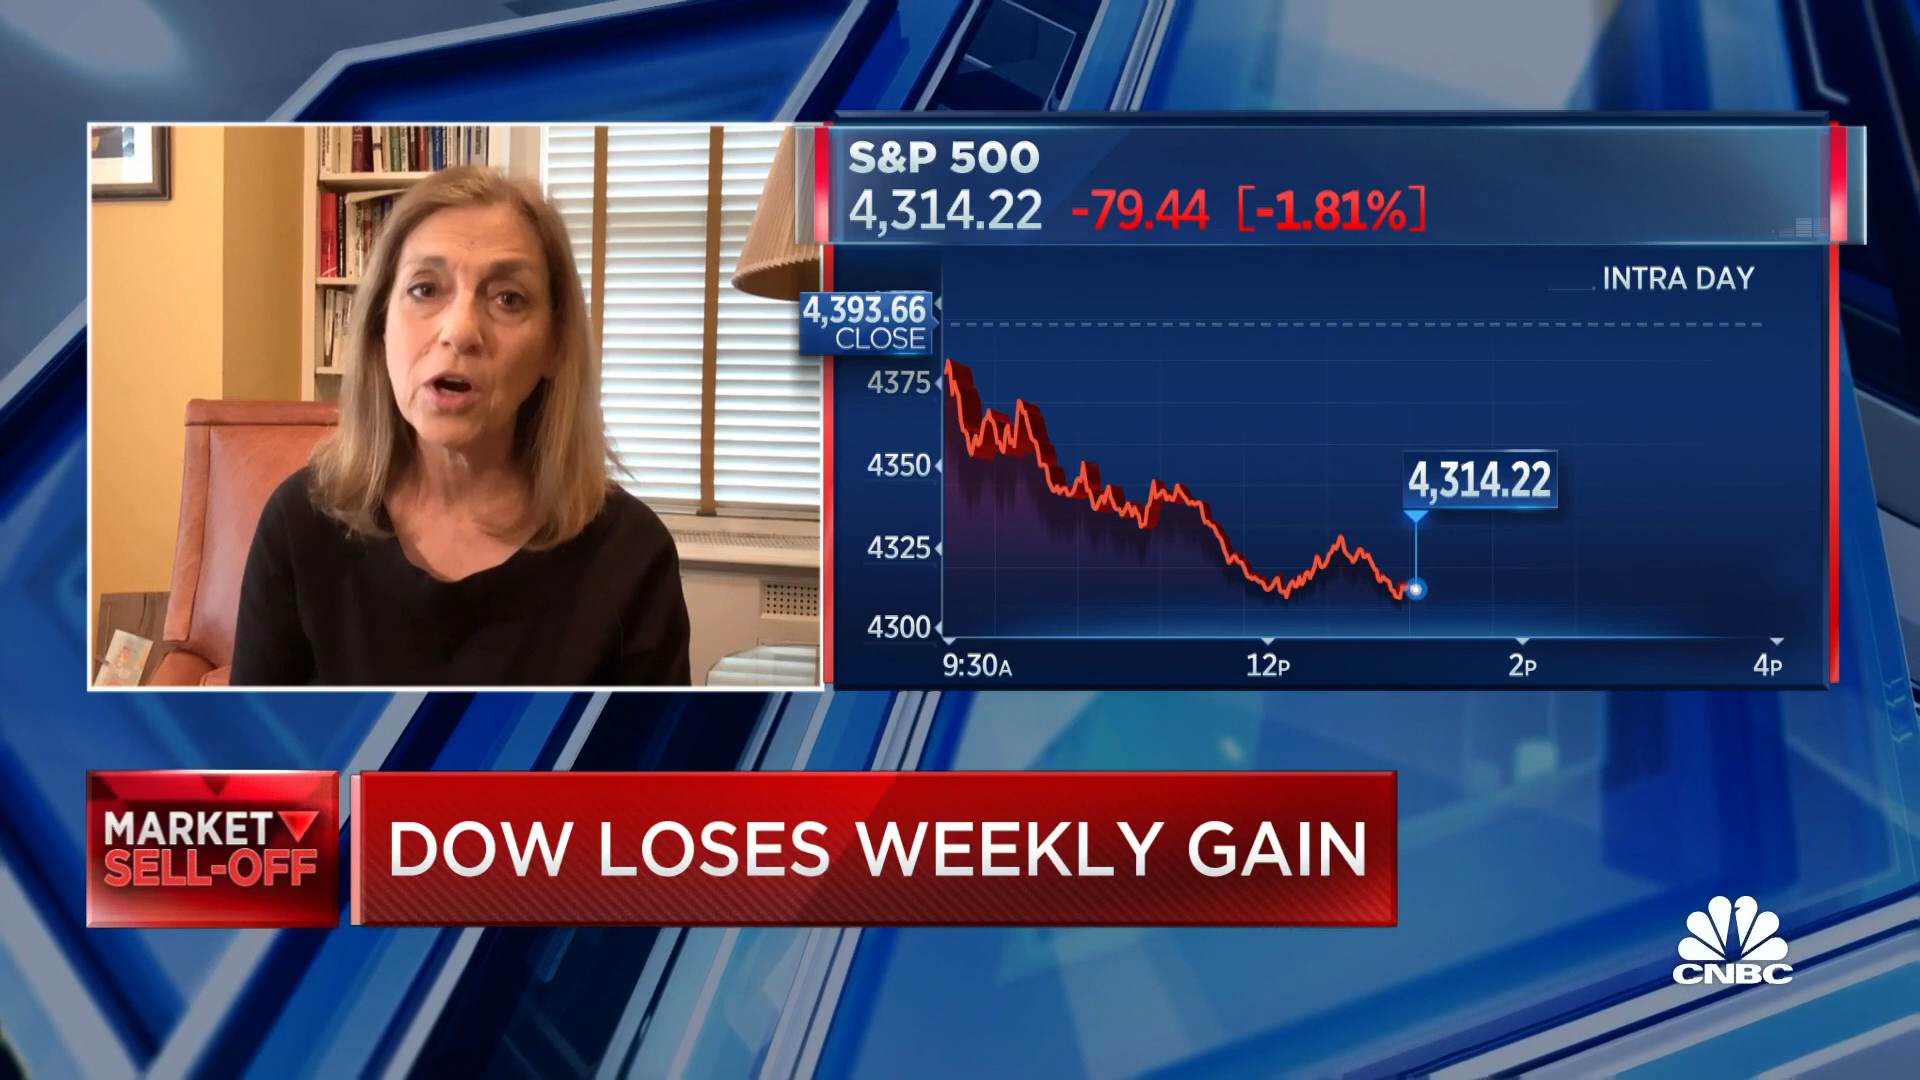 S&P 500
4,314.22 -79.44 [-1.81%]
INTRA DAY
4,393.66
CLOSE
4375
4350
4,314.22
4325
4300
9:30A 12P 2P 4P
MARKET
SELL-OFF
DOW LOSES WEEKLY GAIN
CNBC